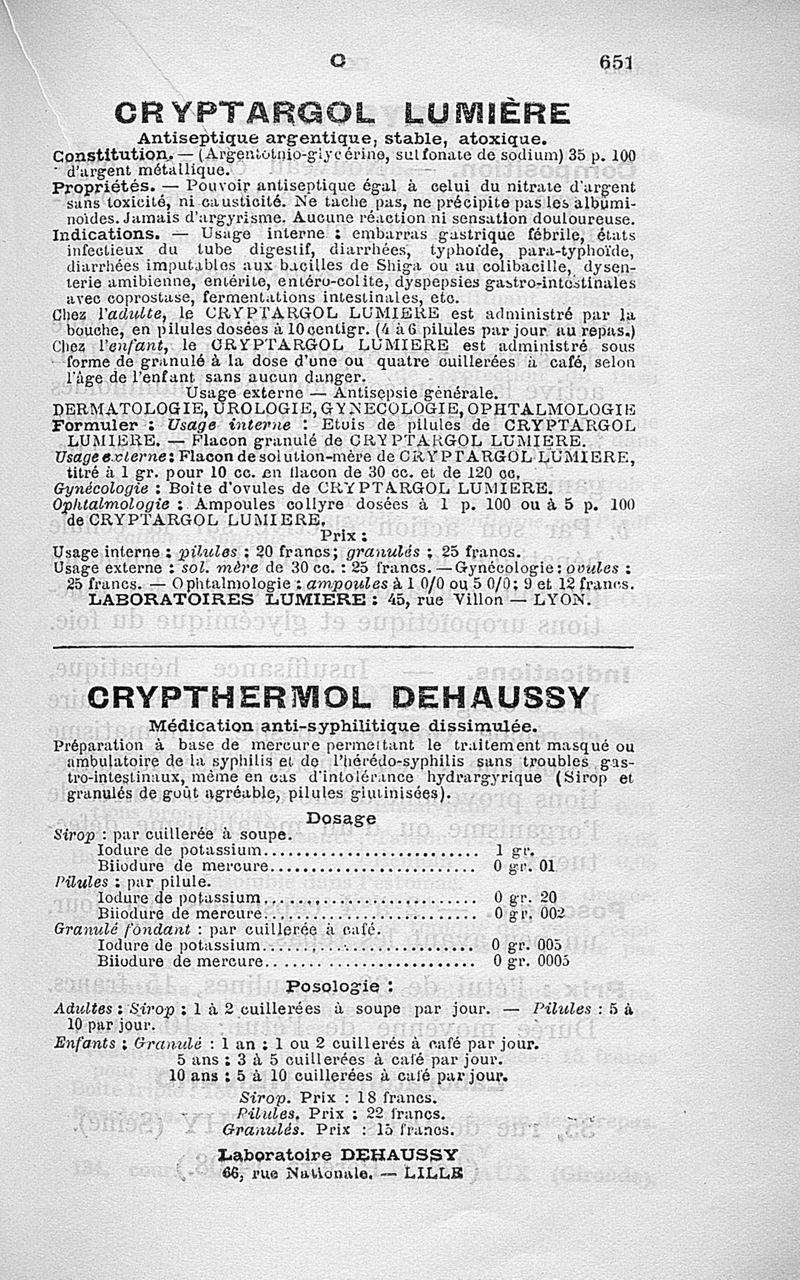 C 651
CRYPTARGOL LUMIÈRE
Antiseptique argentique, stable, atoxique.
Constitution. — (Argentothio-glycérine, sulfonate de sodium) 35 p. 100
d'argent métallique.
Propriétés. — Pouvoir antiseptique égal à celui du nitrate d'argent
sans toxicité, ni causticité. Ne tache pas, ne précipite pas les albumi-
noïdes. Jamais d'argyrisme. Aucune réaction ni sensation douloureuse.
Indications. — Usage interne : embarras gastrique fébrile, états
infectieux du tube digestif, diarrhées, typhoïde, para-typhoïde,
diarrhées imputables aux bacilles de Shiga ou au colibacille, dysen-
terie amibienne, entérite, entéro-colite, dyspepsies gastro-intestinales
avec coprostase, fermentations intestinales, etc.
Chez l'adulte, le CRYPTARGOL LUMIERE est administré par la
bouche, en pilules dosées à 10 centigr. (4 à 6 pilules par jour au repas.)
Chez l'enfant, le CRYPTARGOL LUMIERE est administré sous
forme de granulé à la dose d'une ou quatre cuillerées à café, selon
l'âge de l'enfant sans aucun danger.
Usage externe — Antisepsie générale.
DERMATOLOGIE, UROLOGIE, GYNECOLOGIE, OPHTALMOLOGIE
Formuler : Usage interne : Etuis de pilules de CRYPTARGOL
LUMIERE. — Flacon granulé de CRYPTARGOL LUMIERE.
Usage externe : Flacon de solution-mère de CRYPTARGOL LUMIERE,
titré à 1 gr. pour 10 cc. en flacon de 30 cc. et de 120 cc.
Gynécologie : Boîte d'ovules de CRYPTARGOL LUMIERE.
Ophtalmologie : Ampoules collyre dosées à 1 p. 100 ou à 5 p. 100
de CRYPTARGOL LUMIERE.
Prix :
Usage interne : pilules : 20 francs; granulés : 25 francs.
Usage externe : sol. mère de 30 cc. : 25 francs. — Gynécologie : ovules :
25 francs. — Ophtalmologie : ampoules à 1 0/0 ou 5 0/0; 9 et 12 francs.
LABORATOIRES LUMIERE : 45, rue Villon — LYON.
CRYPTHERMOL DEHAUSSY
Médication anti-syphilitique dissimulée.
Préparation à base de mercure permettant le traitement masqué ou
ambulatoire de la syphilis et de l'hérédo-syphilis sans troubles gas-
tro-intestinaux, même en cas d'intolérance hydrargyrique (Sirop et
granulés de goût agréable, pilules glutinisées).
Dosage
Sirop : par cuillerée à soupe.
Iodure de potassium........................ 1 gr.
Biiodure de mercure........................ 0 gr. 01
Pilules : par pilule.
Iodure de potassium........................ 0 gr. 20
Biiodure de mercure........................ 0 gr. 002
Granulé fondant : par cuillerée à café.
Iodure de potassium........................ 0 gr. 005
Biiodure de mercure........................ 0 gr. 0005
Posologie :
Adultes : Sirop : 1 à 2 cuillerées à soupe par jour. — Pilules : 5 à
10 par jour.
Enfants : Granulé : 1 an : 1 ou 2 cuillerés à café par jour.
5 ans : 3 à 5 cuillerées à café par jour.
10 ans : 5 à 10 cuillerées à café par jour.
Sirop. Prix : 18 francs.
Pilules. Prix : 22 francs.
Granulés. Prix : 15 francs.
Laboratoire DEHAUSSY
66, rue Nationale. — LILLE